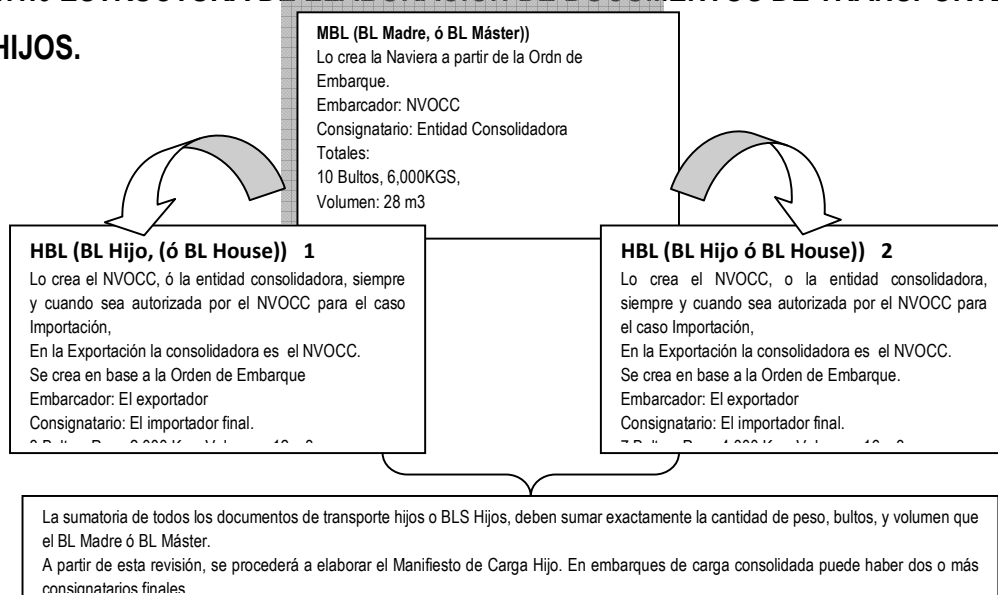 ESTRUCTURA DE ELABORACION DE DOCUMENTOS DE TRANSPORTE
HIJOS.
MBL (BL Madre, ó BL Máster))
Lo crea la Naviera a partir de la Ordn de
Embarque.
Embarcador: NVOCC
Consignatario: Entidad Consolidadora
Totales:
10 Bultos, 6,000KGS,
Volumen: 28 m3
HBL (BL Hijo, (ó BL House)) 1
Lo crea el NVOCC, ó la entidad consolidadora, siempre
y cuando sea autorizada por el NVOCC para el caso
Importación,
En la Exportación la consolidadora es el NVOCC.
Se crea en base a la Orden de Embarque
Embarcador: El exportador
Consignatario: El importador final.
HBL (BL Hijo ó BL House)) 2
Lo crea el NVOCC, o la entidad consolidadora,
siempre y cuando sea autorizada por el NVOCC para
el caso Importación,
En la Exportación la consolidadora es el NVOCC.
Se crea en base a la Orden de Embarque.
Embarcador: El exportador
Consignatario: El importador final.
La sumatoria de todos los documentos de transporte hijos o BLS Hijos, deben sumar exactamente la cantidad de peso, bultos, y volumen que
el BL Madre ó BL Máster.
A partir de esta revisión, se procederá a elaborar el Manifiesto de Carga Hijo. En embarques de carga consolidada puede haber dos o más
consignatarios finales